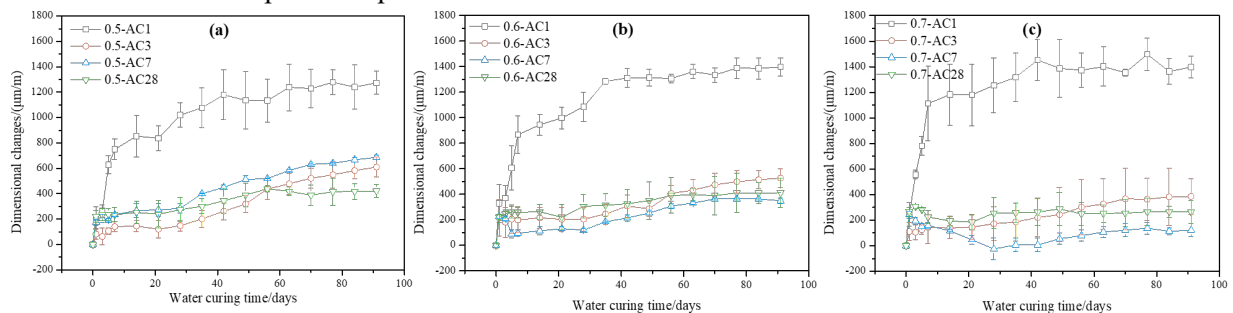 (a)
0.5-AC1
0.5-AC3
0.5-AC7
0.5-AC28
Dimensional changes/(μm/m)
1800
1600
1400
1200
1000
800
600
400
200
0
-200
0 20 40 60 80 100
Water curing time/days
(b)
0.6-AC1
0.6-AC3
0.6-AC7
0.6-AC28
Dimensional changes/(μm/m)
1800
1600
1400
1200
1000
800
600
400
200
0
-200
0 20 40 60 80 100
Water curing time/days
(c)
0.7-AC1
0.7-AC3
0.7-AC7
0.7-AC28
Dimensional changes/(μm/m)
1800
1600
1400
1200
1000
800
600
400
200
0
-200
0 20 40 60 80 100
Water curing time/days